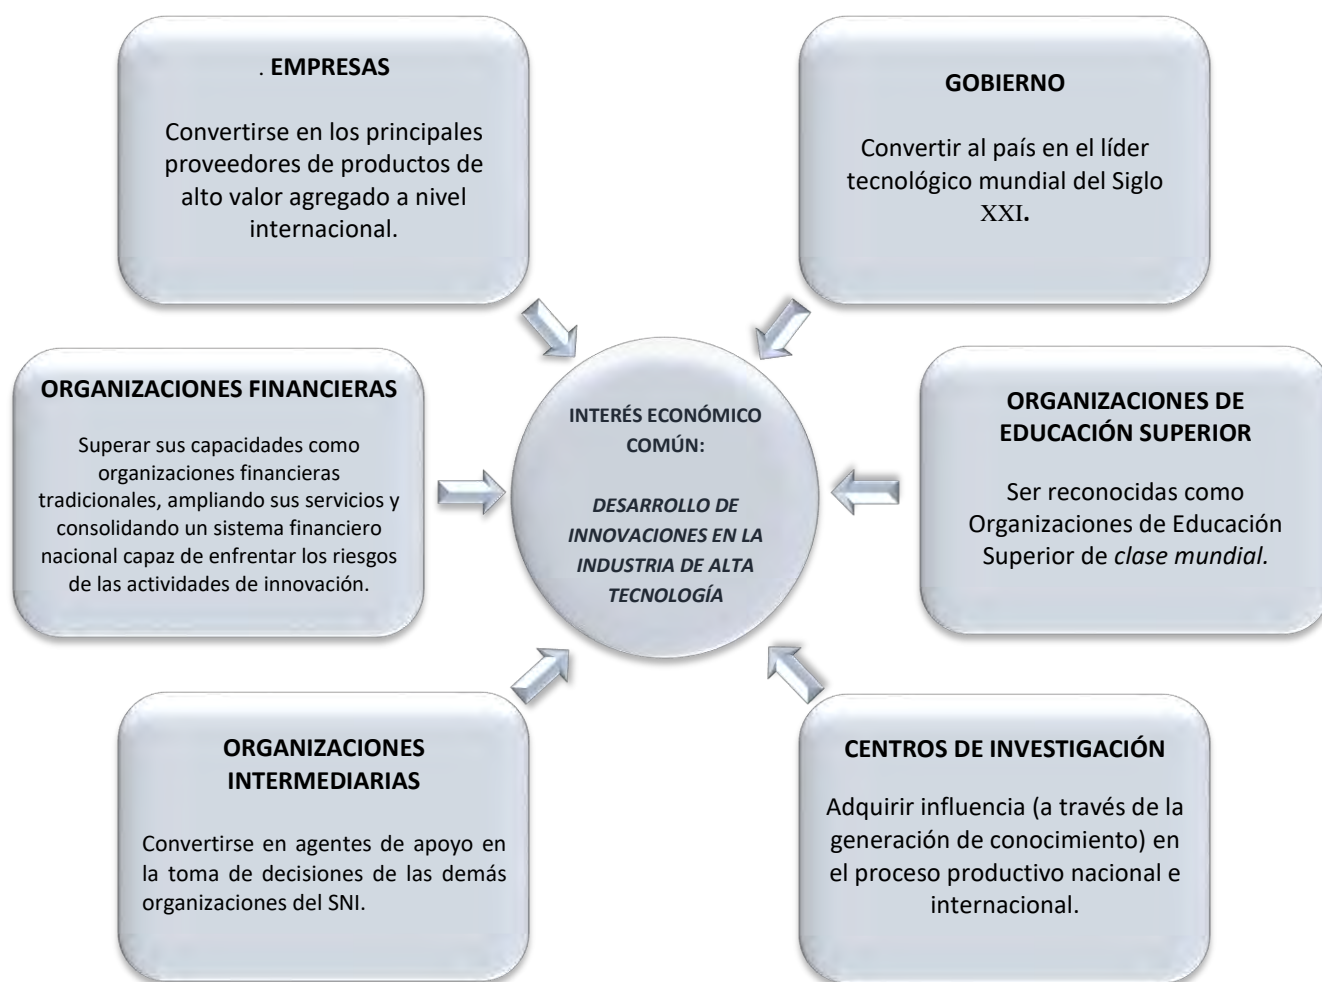 . EMPRESAS
Convertirse en los principales
proveedores de productos de
alto valor agregado a nivel
internacional.
GOBIERNO
Convertir al país en el líder
tecnológico mundial del Siglo
XXI.
ORGANIZACIONES FINANCIERAS
Superar sus capacidades como
organizaciones financieras
tradicionales, ampliando sus servicios y
consolidando un sistema financiero
nacional capaz de enfrentar los riesgos
de las actividades de innovación.
INTERÉS ECONÓMICO
COMÚN:
DESARROLLO DE
INNOVACIONES EN LA
INDUSTRIA DE ALTA
TECNOLOGÍA
ORGANIZACIONES DE
EDUCACIÓN SUPERIOR
Ser reconocidas como
Organizaciones de Educación
Superior de clase mundial.
ORGANIZACIONES
INTERMEDIARIAS
Convertirse en agentes de apoyo en
la toma de decisiones de las demás
organizaciones del SNI.
CENTROS DE INVESTIGACIÓN
Adquirir influencia (a través de la
generación de conocimiento) en
el proceso productivo nacional e
internacional.